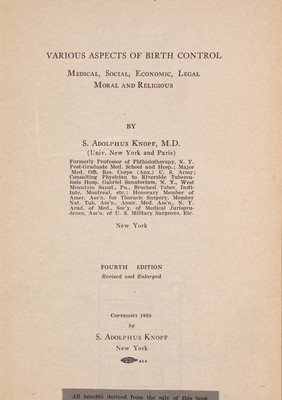 VARIOUS ASPECTS OF BIRTH CONTROL
MEDICAL, SOCIAL, ECONOMIC, LEGAL
MORAL AND RELIGIOUS
BY
S. ADOLPHUS KNOPF, M.D.
(Univ. New York and Paris)
Formerly Professor of Phthisiotherapy, N. Y.
Post-Graduate Med. School and Hosp.; Major
Med. Off. Res. Corps (Aux.) U. S. Army;
Consulting Physician to Riverside Tubercu-
losis Hosp. Gabriel Sanatorium, N. Y., West
Mountain Sanat., Pa., Bruchesi Tuber. Insti-
tute, Montreal, etc.; Honorary Member of
Amer. Ass'n. for Thoracic Surgery, Member
Nat. Tub. Ass'n., Amer. Med. Ass'n., N. Y.
Acad. of Med., Soc'y. of Medical Jurispru-
dence, Ass'n. of U. S. Military Surgeons, Etc.
New York
FOURTH EDITION
Revised and Enlarged
COPYRIGHT
by
S. ADOLPHUS KNOPF
New York
All benefits derived from the sale of this book